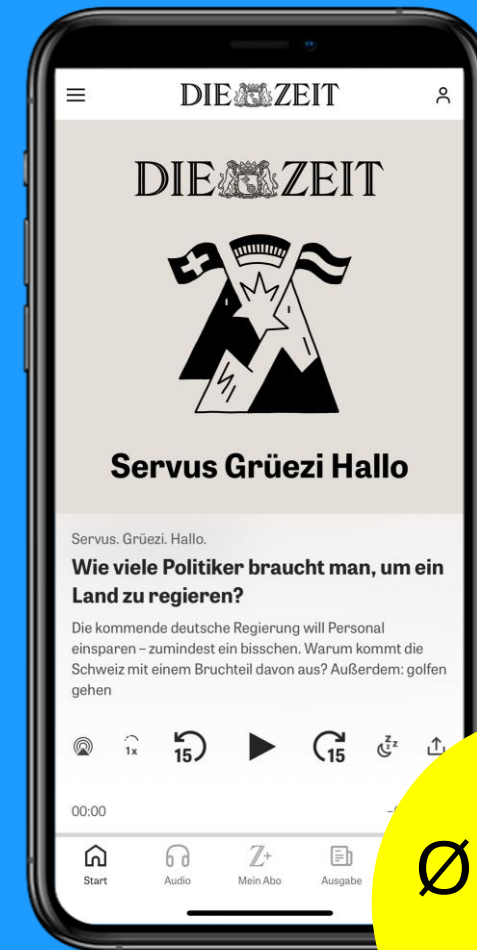 DIE ZEIT
DIE ZEIT
Servus Grüezi Hallo
Servus. Grüezi. Hallo.
Wie viele Politiker braucht man, um ein
Land zu regieren?
Die kommende deutsche Regierung will Personal
einsparen – zumindest ein bisschen. Warum kommt die
Schweiz mit einem Bruchteil davon aus? Außerdem: golfen
gehen
1x
15
15
zzz
00:00
Start
Audio
Z+
Mein Abo
Ausgabe
Ø